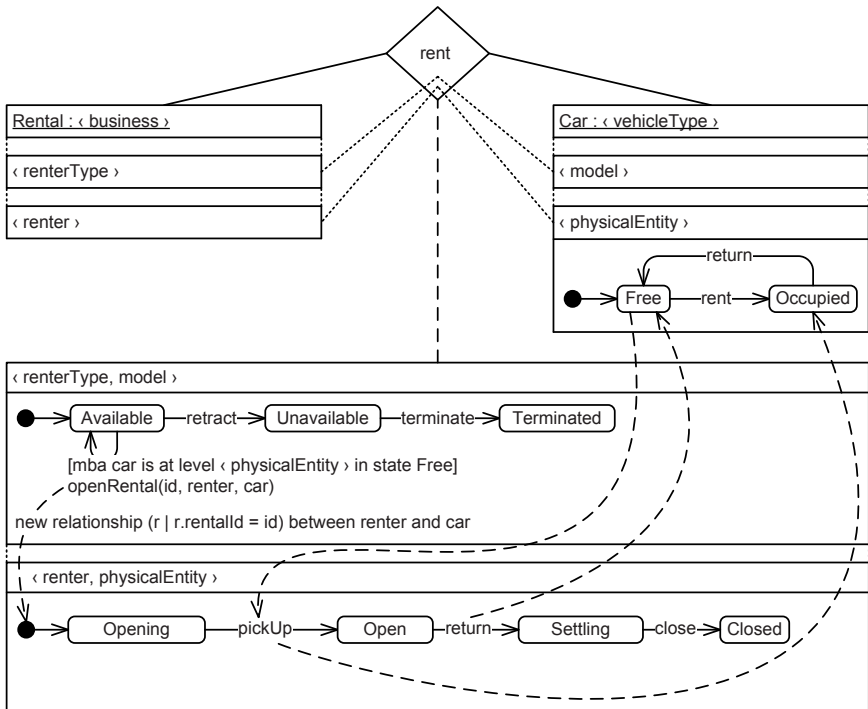 rent
Rental : ‹ business ›
Car : ‹ vehicleType ›
‹ renterType ›
‹ model ›
‹ renter ›
‹ physicalEntity ›
return
Free
rent
Occupied
‹ renterType, model ›
Available
retract
Unavailable
terminate
Terminated
[mba car is at level ‹ physicalEntity › in state Free]
openRental(id, renter, car)
new relationship (r | r.rentalId = id) between renter and car
‹ renter, physicalEntity ›
Opening
pickUp
Open
return
Settling
close
Closed